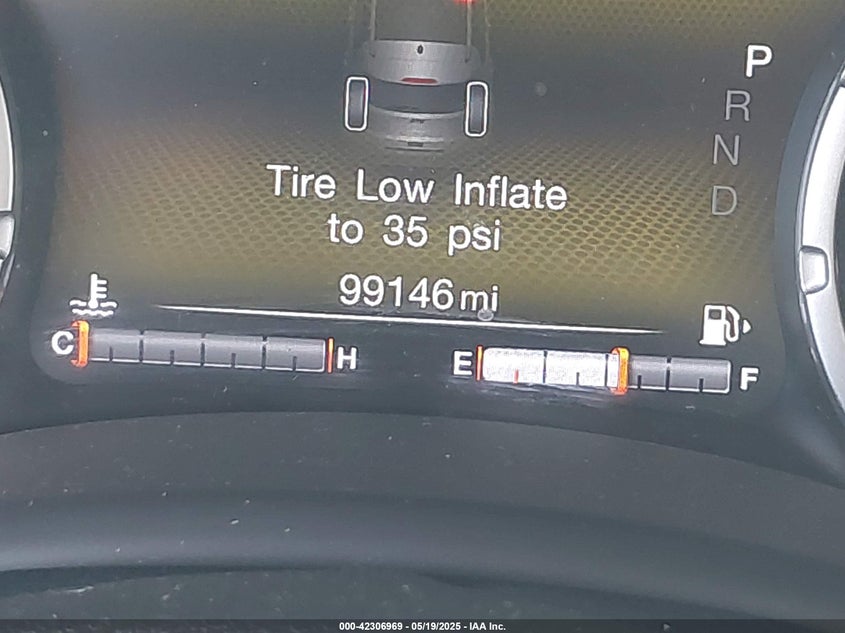 P
R
N
D
Tire Low Inflate
to 35 psi
99146 mi
C H E F
000-42306969 - 05/19/2025 - IAA Inc.